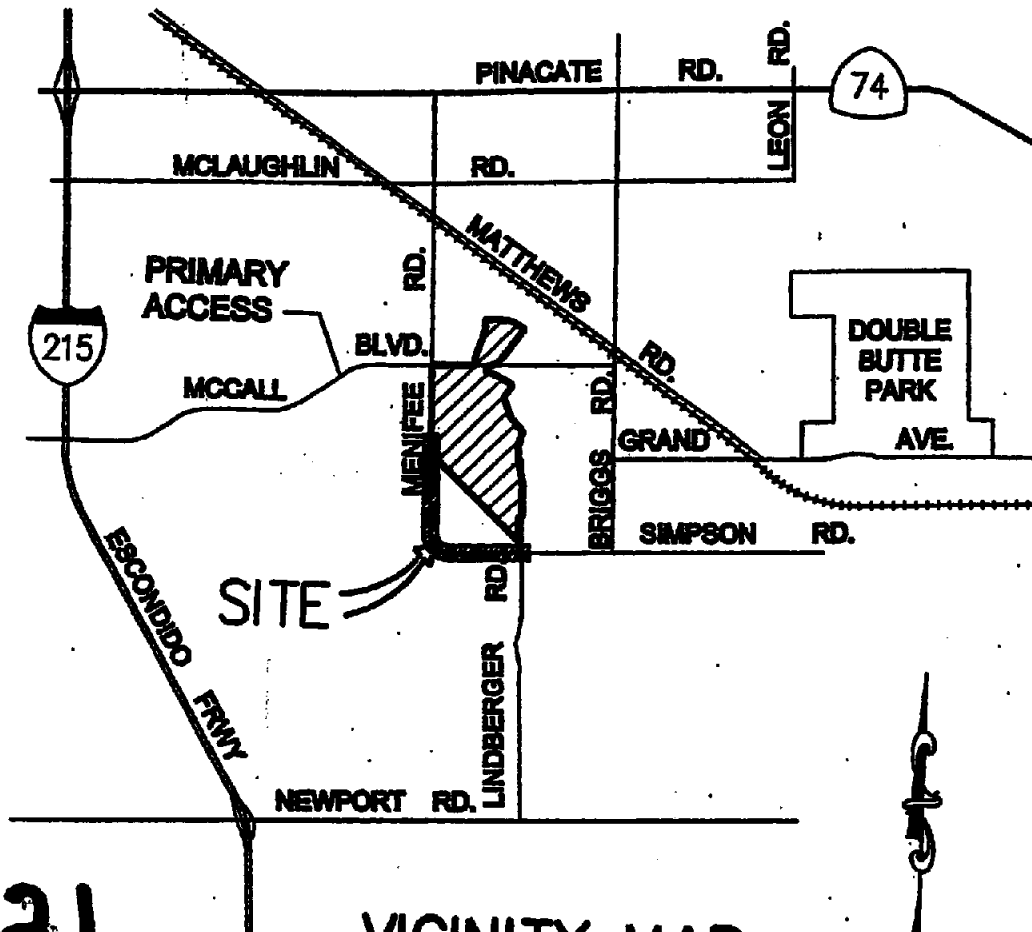 PINACATE RD.
LEON RD.
74
MCLAUGHLIN RD.
MATTHEWS RD.
PRIMARY
ACCESS
215
MCCALL BLVD.
MENIFEE RD.
DOUBLE
BUTTE
PARK
GRAND AVE.
BRIGGS RD.
SIMPSON RD.
SITE
ESCONDIDO FRWY
LINDBERGER RD.
NEWPORT RD.
21
VICINITY MAP